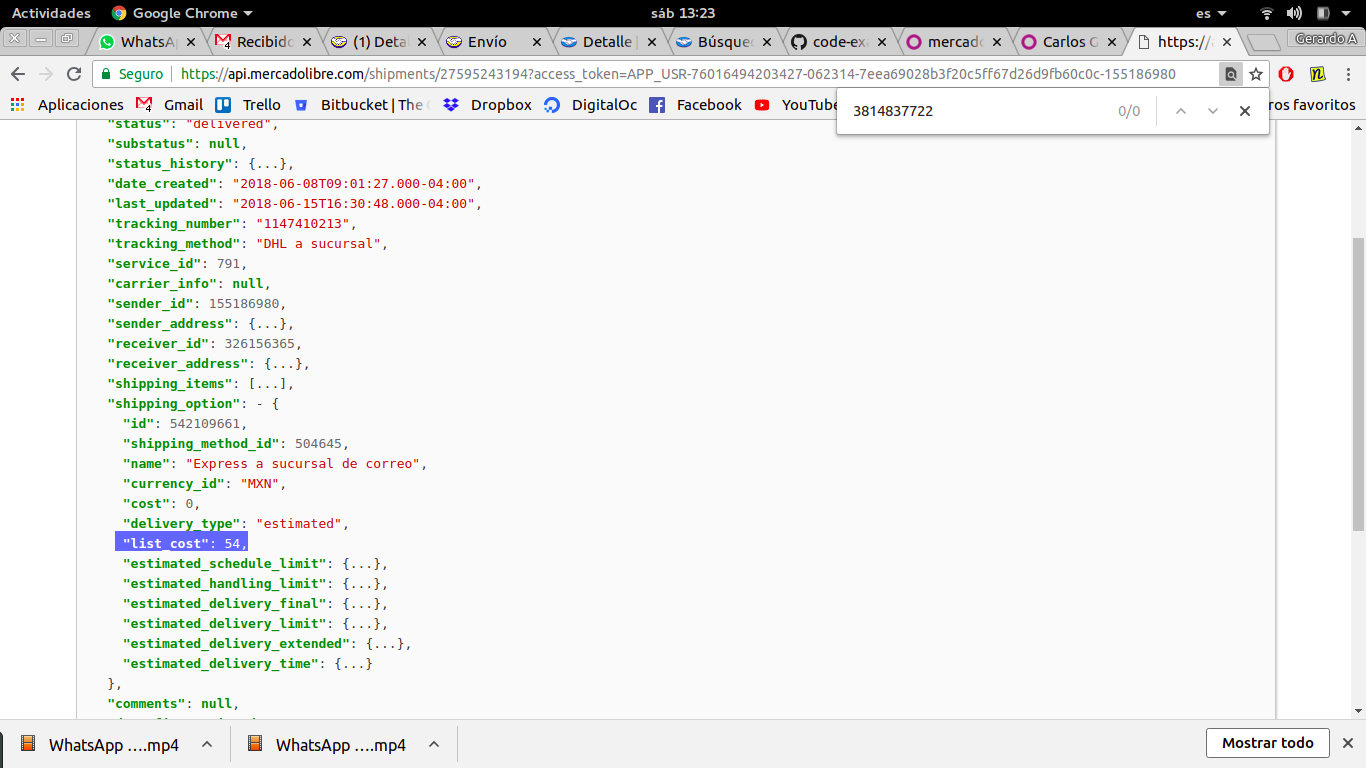 Actividades Google Chrome sáb 13:23 es
WhatsA Recibido (1) Deta Envío Detalle Búsque code-exa mercado Carlos G https:// Gerardo A
Seguro https://api.mercadolibre.com/shipments/27595243194?access_token=APP_USR-76016494203427-062314-7eea69028b3f20c5ff67d26d9fb60c0c-155186980
Aplicaciones Gmail Trello Bitbucket | The Dropbox DigitalOc Facebook YouTube ros favoritos
3814837722 0/0
"status": "delivered",
"substatus": null,
"status_history": {...},
"date_created": "2018-06-08T09:01:27.000-04:00",
"last_updated": "2018-06-15T16:30:48.000-04:00",
"tracking_number": "1147410213",
"tracking_method": "DHL a sucursal",
"service_id": 791,
"carrier_info": null,
"sender_id": 155186980,
"sender_address": {...},
"receiver_id": 326156365,
"receiver_address": {...},
"shipping_items": [...],
"shipping_option": - {
"id": 542109661,
"shipping_method_id": 504645,
"name": "Express a sucursal de correo",
"currency_id": "MXN",
"cost": 0,
"delivery_type": "estimated",
"list_cost": 54,
"estimated_schedule_limit": {...},
"estimated_handling_limit": {...},
"estimated_delivery_final": {...},
"estimated_delivery_limit": {...},
"estimated_delivery_extended": {...},
"estimated_delivery_time": {...}
},
"comments": null,
WhatsApp ....mp4 WhatsApp ....mp4 Mostrar todo